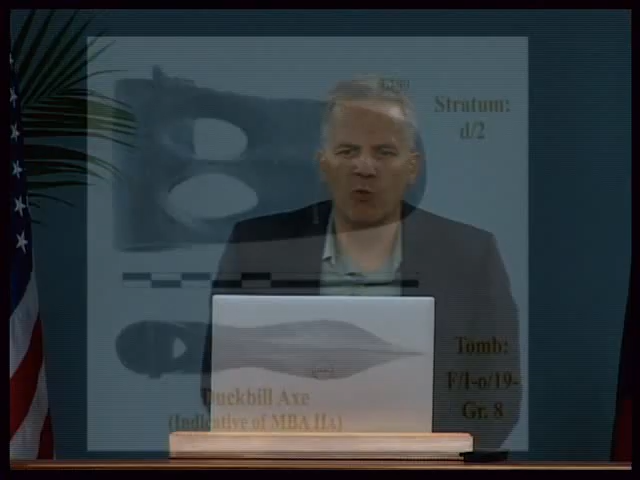 Stratum:
d/2
Tomb:
F/I-o/19-
Gr. 8
Duckbill Axe
(Indicative of MBA IIA)